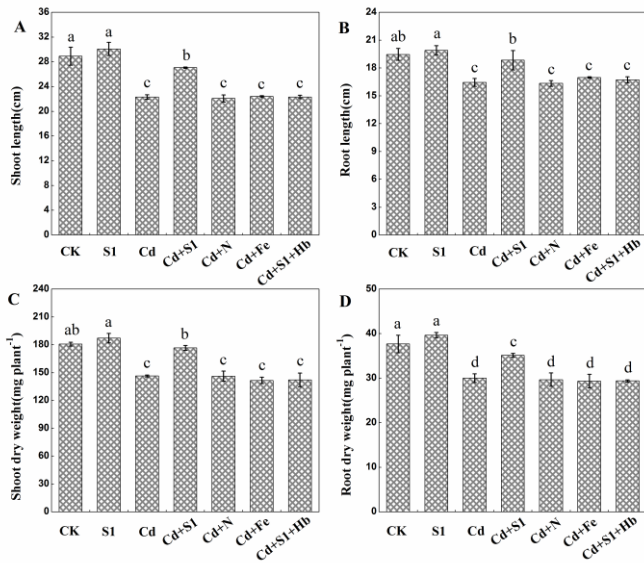 A
36
32
28
24
20
16
12
8
4
0
Shoot length(cm)
a
a
c
b
c
c
c
CK
S1
Cd
Cd+S1
Cd+N
Cd+Fe
Cd+S1+Hb
B
24
21
18
15
12
9
6
3
0
Root length(cm)
ab
a
c
b
c
c
c
CK
S1
Cd
Cd+S1
Cd+N
Cd+Fe
Cd+S1+Hb
C
240
210
180
150
120
90
60
30
0
Shoot dry weight(mg plant⁻¹)
ab
a
c
b
c
c
c
CK
S1
Cd
Cd+S1
Cd+N
Cd+Fe
Cd+S1+Hb
D
50
40
30
20
10
0
Root dry weight(mg plant⁻¹)
a
a
d
c
d
d
d
CK
S1
Cd
Cd+S1
Cd+N
Cd+Fe
Cd+S1+Hb